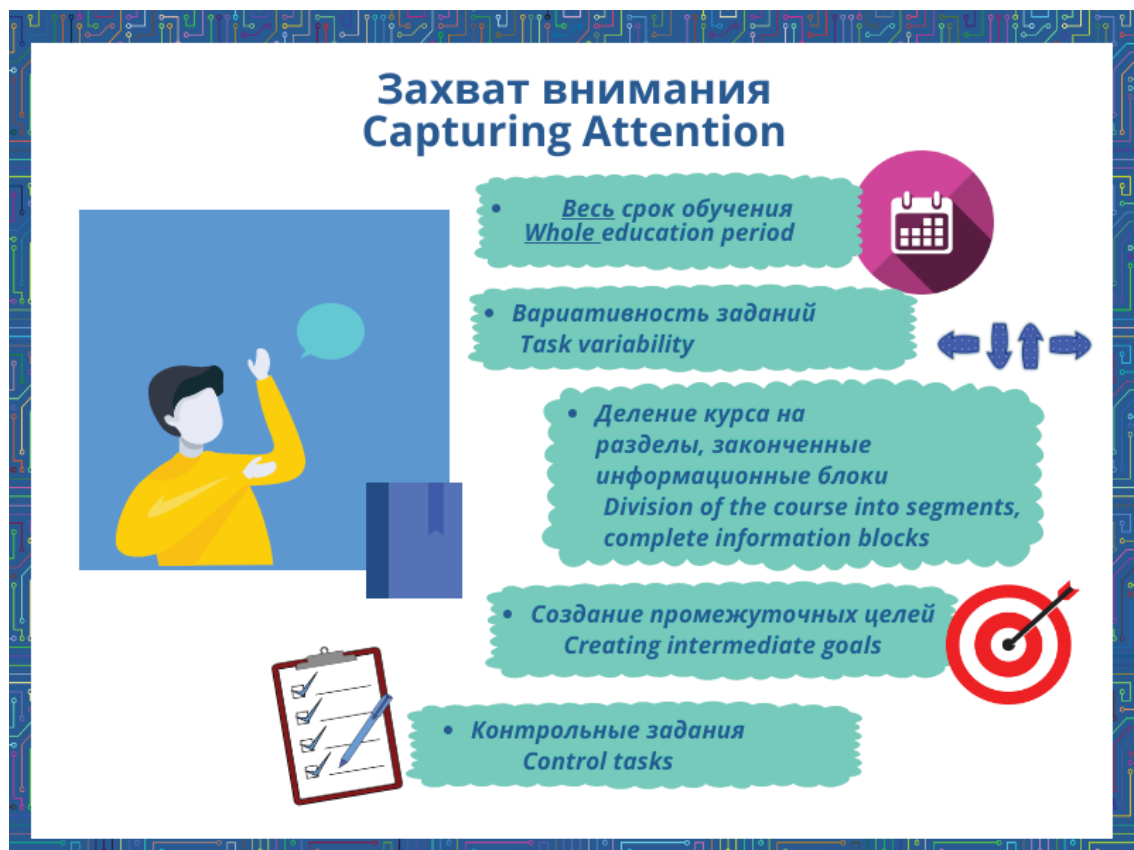 Захват внимания
Capturing Attention
• Весь срок обучения
Whole education period
• Вариативность заданий
Task variability
• Деление курса на
разделы, законченные
информационные блоки
Division of the course into segments,
complete information blocks
• Создание промежуточных целей
Creating intermediate goals
• Контрольные задания
Control tasks